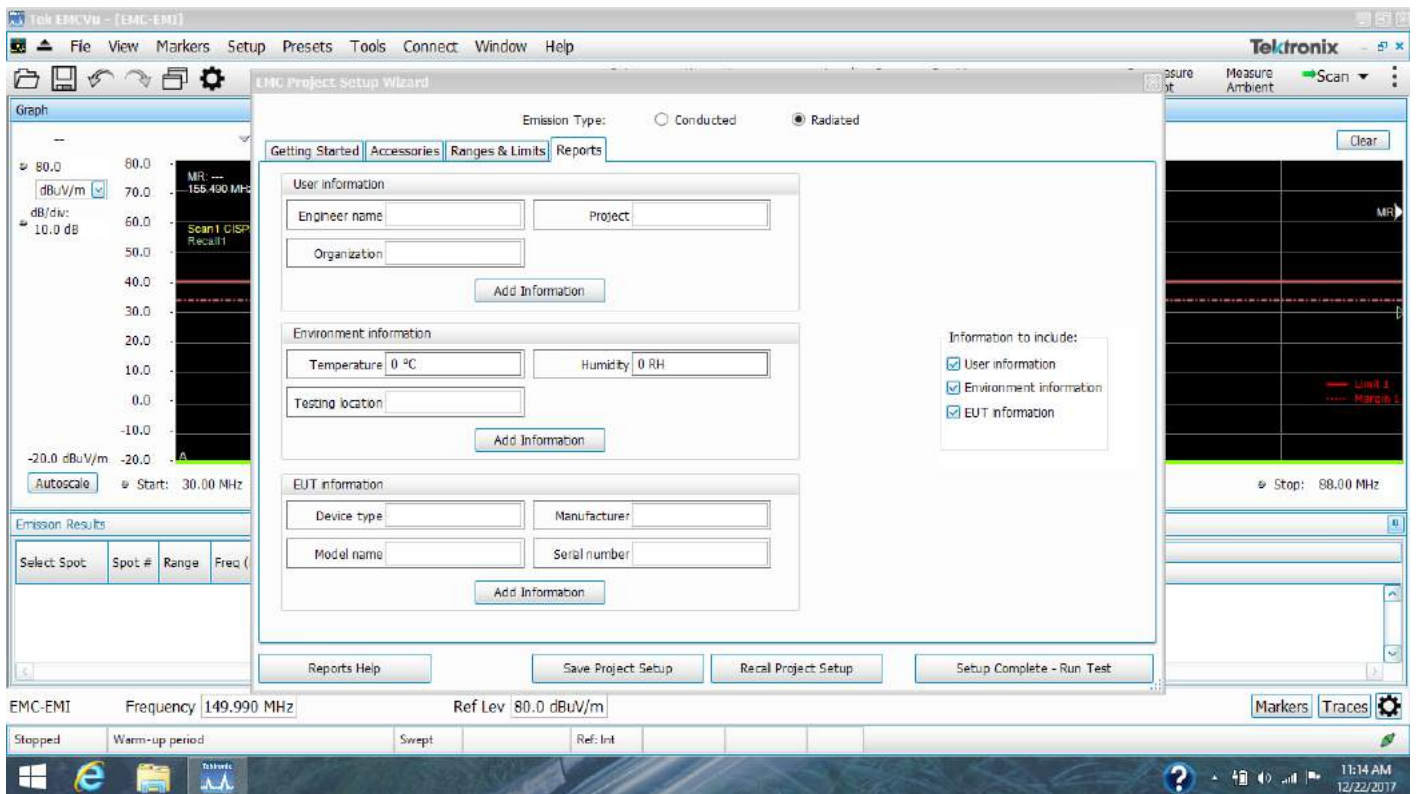 Tek EMCVu - [EMC-EMI]
File View Markers Setup Presets Tools Connect Window Help
Tektronix
EMC Project Setup Wizard
Measure
Ambient
Scan
Graph
Emission Type: Conducted Radiated
Clear
--
Getting Started Accessories Ranges & Limits Reports
80.0
dBuV/m
dB/div:
10.0 dB
80.0
70.0
60.0
50.0
40.0
30.0
20.0
10.0
0.0
-10.0
-20.0
-20.0 dBuV/m
MR: ---
155.490 MHz
Scan1 CISP
Recall1
A
MR
Limit 1
Margin 1
Autoscale
Start: 30.00 MHz
Stop: 88.00 MHz
User information
Engineer name
Project
Organization
Add Information
Environment information
Temperature 0 °C
Humidity 0 RH
Testing location
Add Information
EUT information
Device type
Manufacturer
Model name
Serial number
Add Information
Information to include:
User information
Environment information
EUT information
Emission Results
Select Spot Spot # Range Freq (
Reports Help
Save Project Setup
Recall Project Setup
Setup Complete - Run Test
EMC-EMI Frequency 149.990 MHz Ref Lev 80.0 dBuV/m Markers Traces
Stopped Warm-up period Swept Ref: Int
Tektronix
11:14 AM
12/22/2017